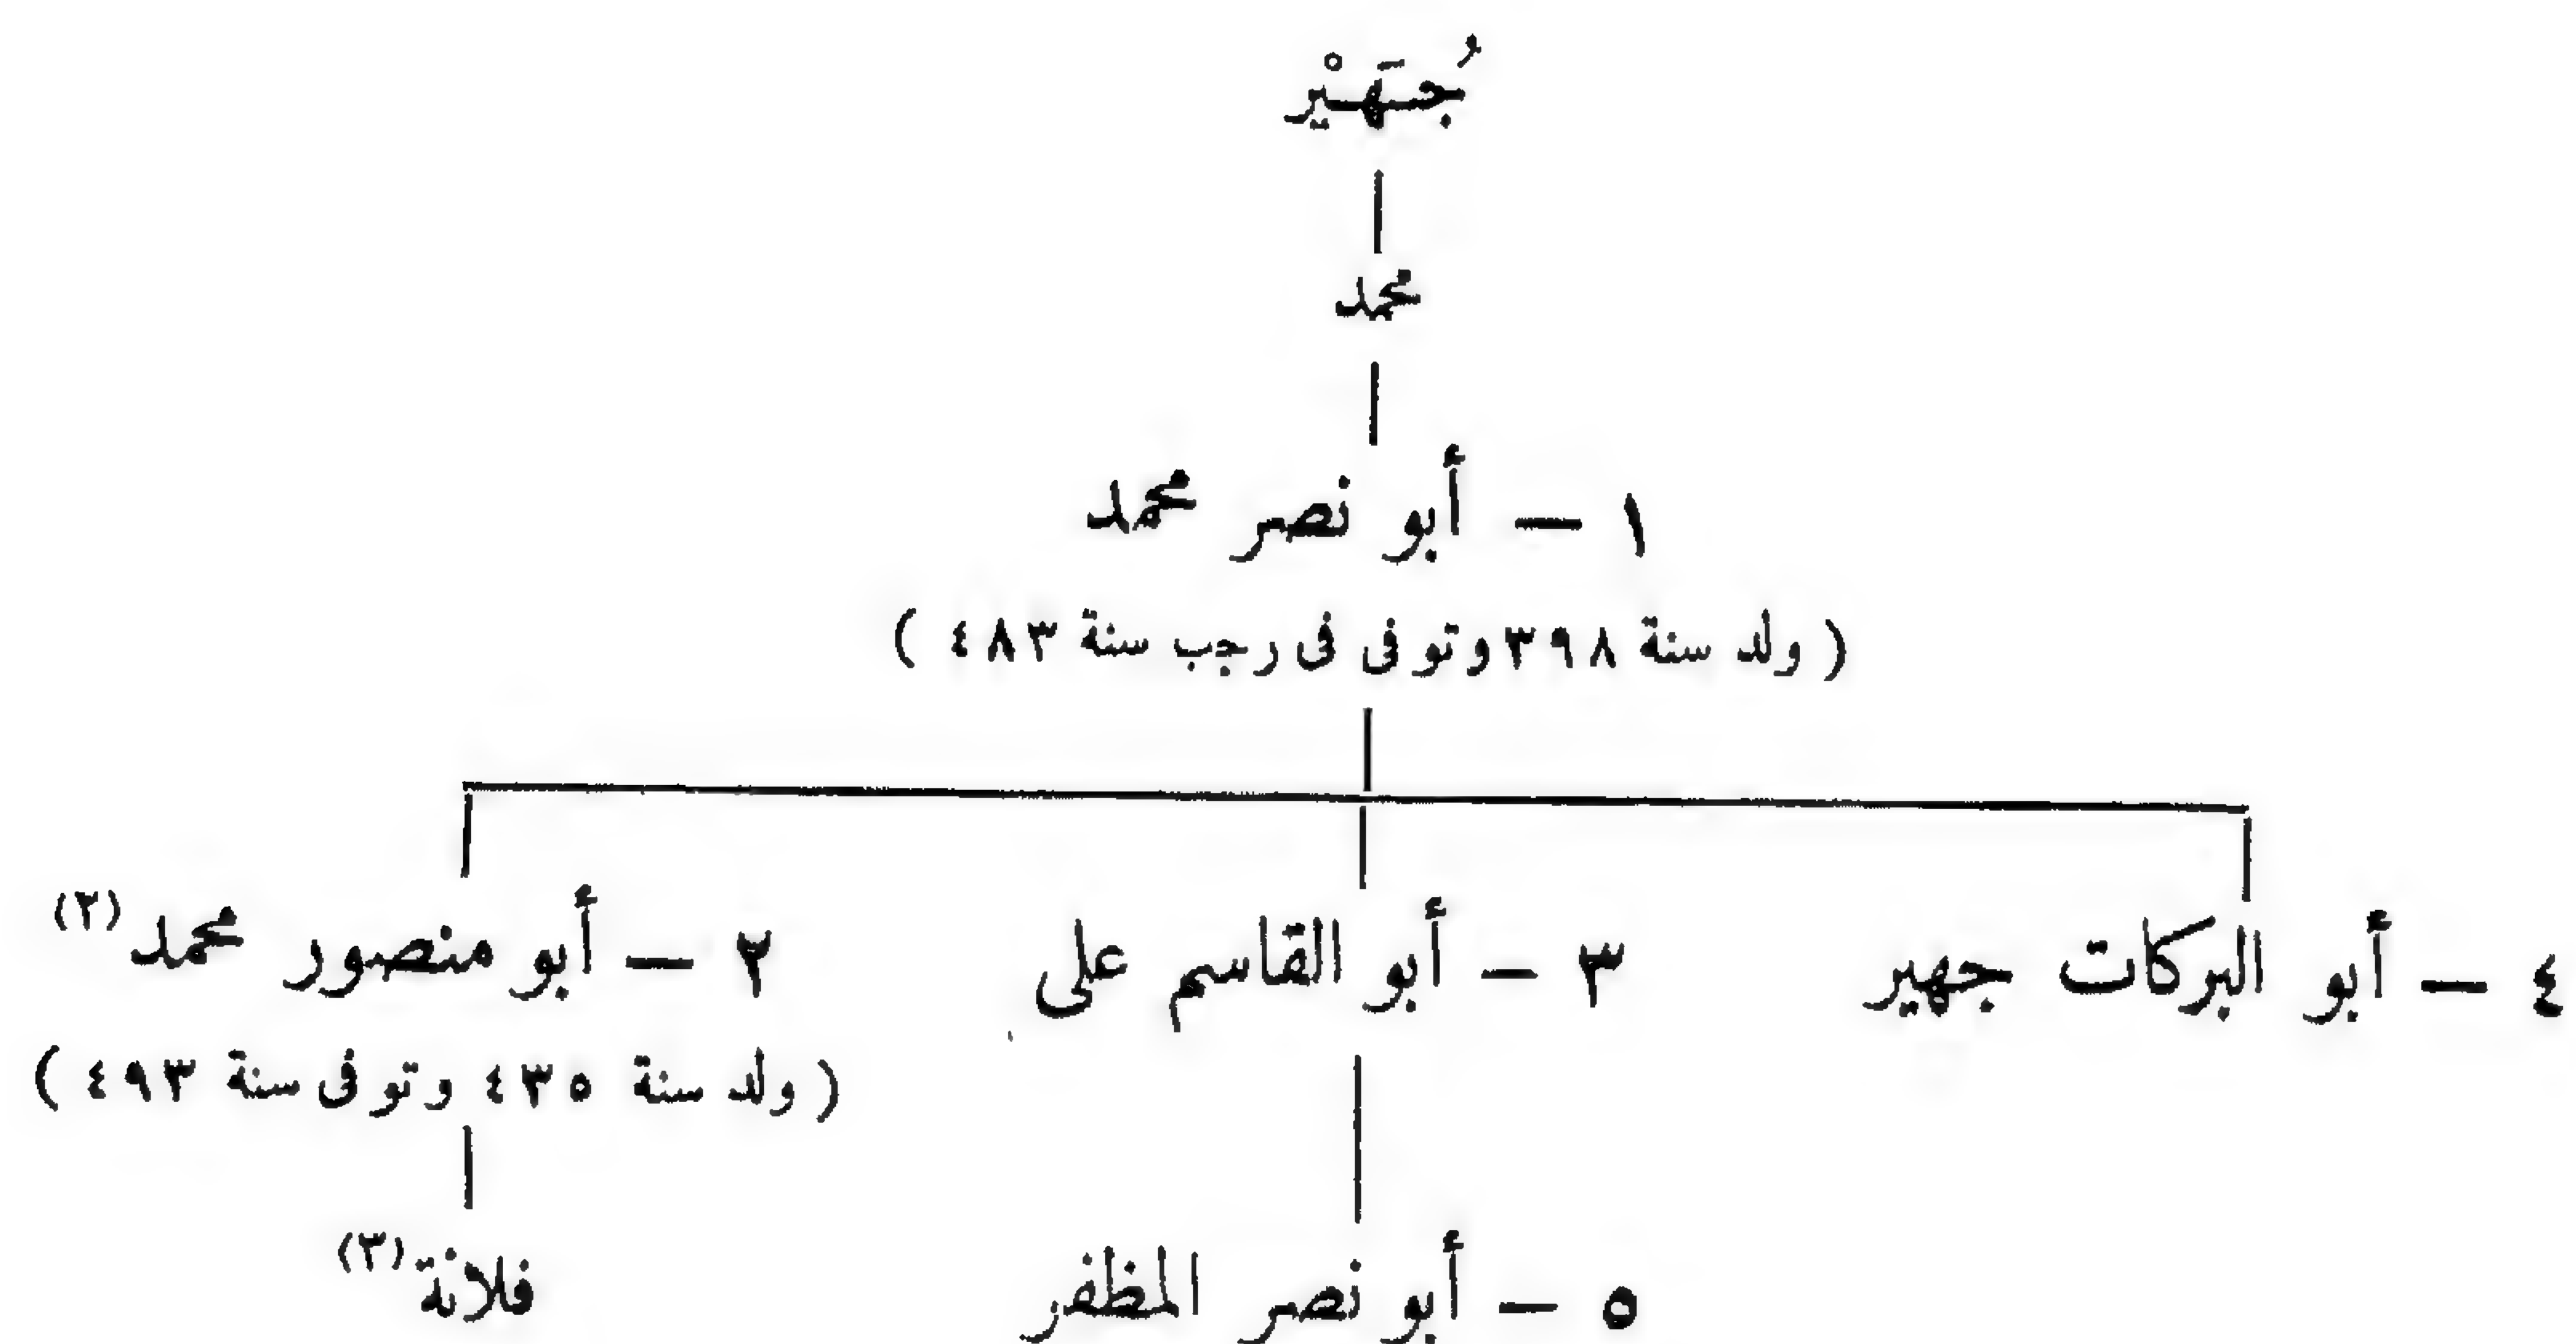 جُهَيْر
محمد
١ — أبو نصر محمد
( ولد سنة ٣٩٨ وتوفى فى رجب سنة ٤٨٣ )
٤ — أبو البركات جهير ٣ — أبو القاسم على ٢ — أبو منصور محمد (٢)
( ولد سنة ٤٣٥ وتوفى سنة ٤٩٣ )
٥ — أبو نصر المظفر فلانة (٣)